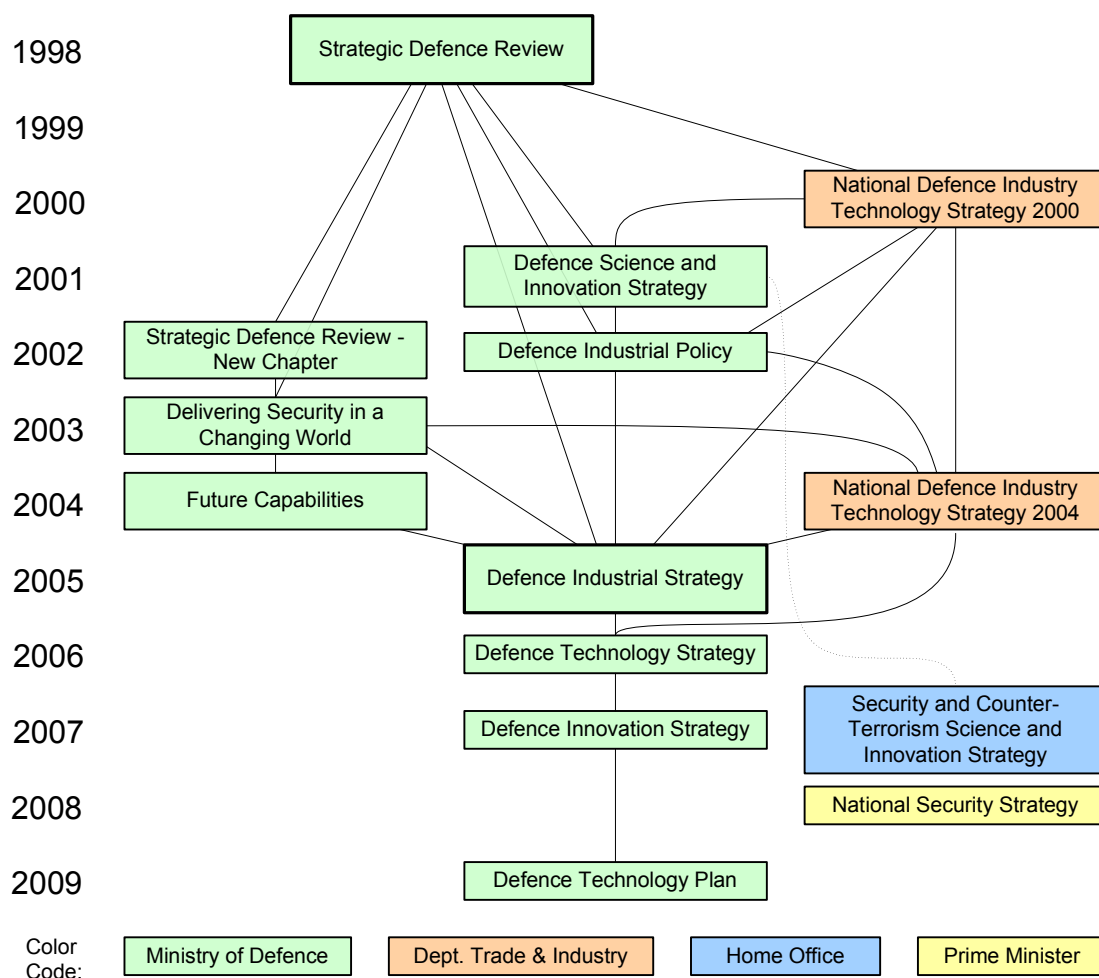 1998
Strategic Defence Review
1999
2000
National Defence Industry
Technology Strategy 2000
2001
Defence Science and
Innovation Strategy
2002
Strategic Defence Review -
New Chapter
Defence Industrial Policy
2003
Delivering Security in a
Changing World
2004
Future Capabilities
National Defence Industry
Technology Strategy 2004
2005
Defence Industrial Strategy
2006
Defence Technology Strategy
2007
Defence Innovation Strategy
Security and Counter-
Terrorism Science and
Innovation Strategy
2008
National Security Strategy
2009
Defence Technology Plan
Color
Code:
Ministry of Defence
Dept. Trade & Industry
Home Office
Prime Minister